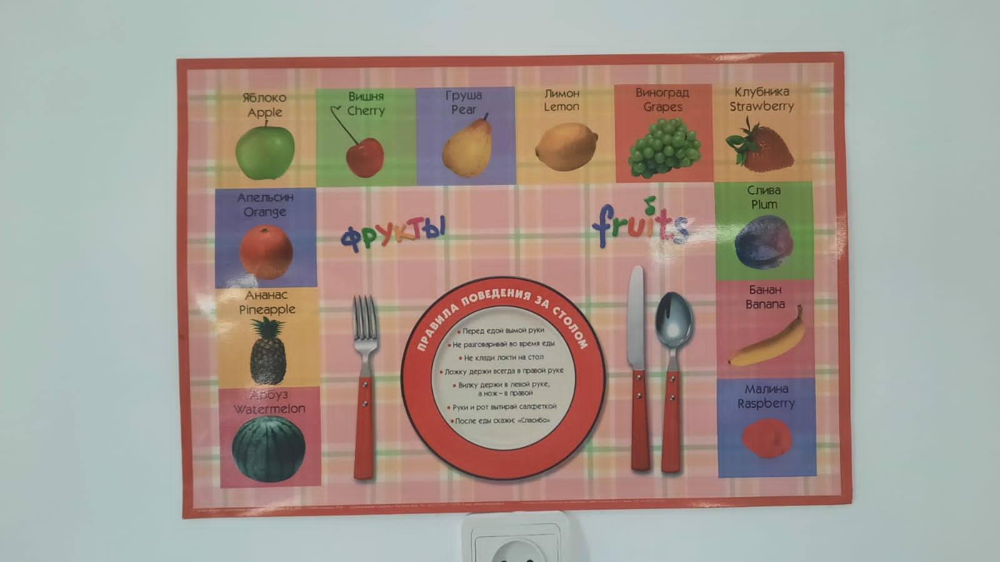 Яблоко
Apple
Вишня
Cherry
Груша
Pear
Лимон
Lemon
Виноград
Grapes
Клубника
Strawberry
Апельсин
Orange
фрукты
fruits
Слива
Plum
Ананас
Pineapple
Банан
Banana
ПРАВИЛА ПОВЕДЕНИЯ ЗА СТОЛОМ
• Перед едой вымой руки
• Не разговаривай во время еды
• Не клади локти на стол
• Ложку держи всегда в правой руке
• Вилку держи в левой руке,
а нож – в правой
• Руки и рот вытирай салфеткой
• После еды скажи: «Спасибо»
Арбуз
Watermelon
Малина
Raspberry